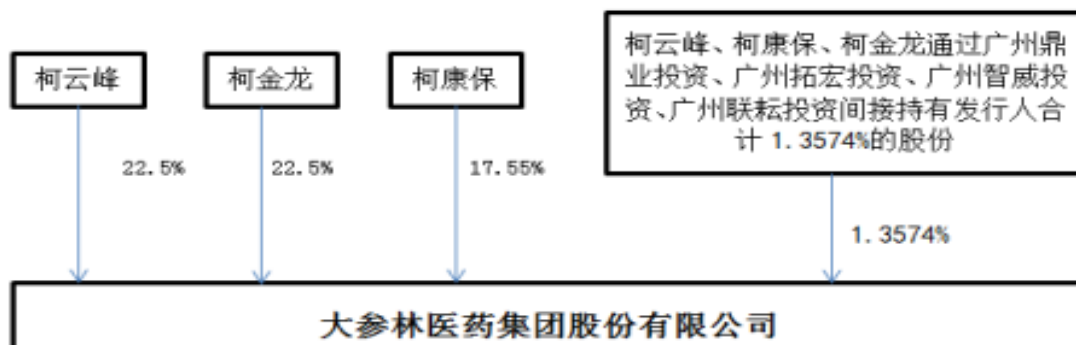 柯云峰
柯金龙
柯康保
柯云峰、柯康保、柯金龙通过广州鼎
业投资、广州拓宏投资、广州智威投
资、广州联耘投资间接持有发行人合
计 1.3574%的股份
22.5%
22.5%
17.55%
1.3574%
大参林医药集团股份有限公司